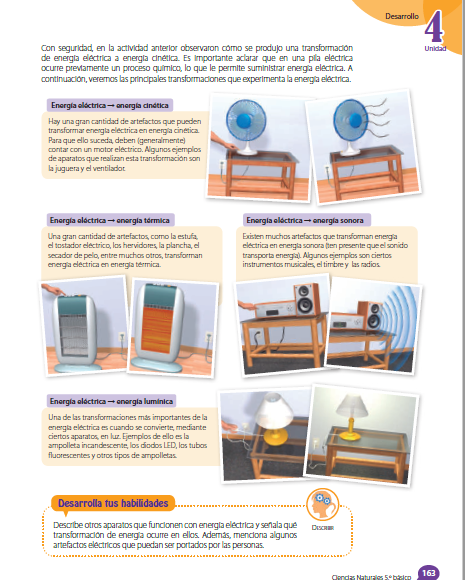 Desarrollo
4
Unidad
Con seguridad, en la actividad anterior observaron cómo se produjo una transformación
de energía eléctrica a energía cinética. Es importante aclarar que en una pila eléctrica
ocurre previamente un proceso químico, lo que le permite suministrar energía eléctrica. A
continuación, veremos las principales transformaciones que experimenta la energía eléctrica.
Energía eléctrica → energía cinética
Hay una gran cantidad de artefactos que pueden
transformar energía eléctrica en energía cinética.
Para que ello suceda, deben (generalmente)
contar con un motor eléctrico. Algunos ejemplos
de aparatos que realizan esta transformación son
la juguera y el ventilador.
Energía eléctrica → energía térmica
Una gran cantidad de artefactos, como la estufa,
el tostador eléctrico, los hervidores, la plancha, el
secador de pelo, entre muchos otros, transforman
energía eléctrica en energía térmica.
Energía eléctrica → energía sonora
Existen muchos artefactos que transforman energía
eléctrica en energía sonora (ten presente que el sonido
transporta energía). Algunos ejemplos son ciertos
instrumentos musicales, el timbre y las radios.
Energía eléctrica → energía lumínica
Una de las transformaciones más importantes de la
energía eléctrica es cuando se convierte, mediante
ciertos aparatos, en luz. Ejemplos de ello es la
ampolleta incandescente, los diodos LED, los tubos
fluorescentes y otros tipos de ampolletas.
Desarrolla tus habilidades
Describe otros aparatos que funcionen con energía eléctrica y señala qué
transformación de energía ocurre en ellos. Además, menciona algunos
artefactos eléctricos que puedan ser portados por las personas.
Describir
Ciencias Naturales 5.º básico 163